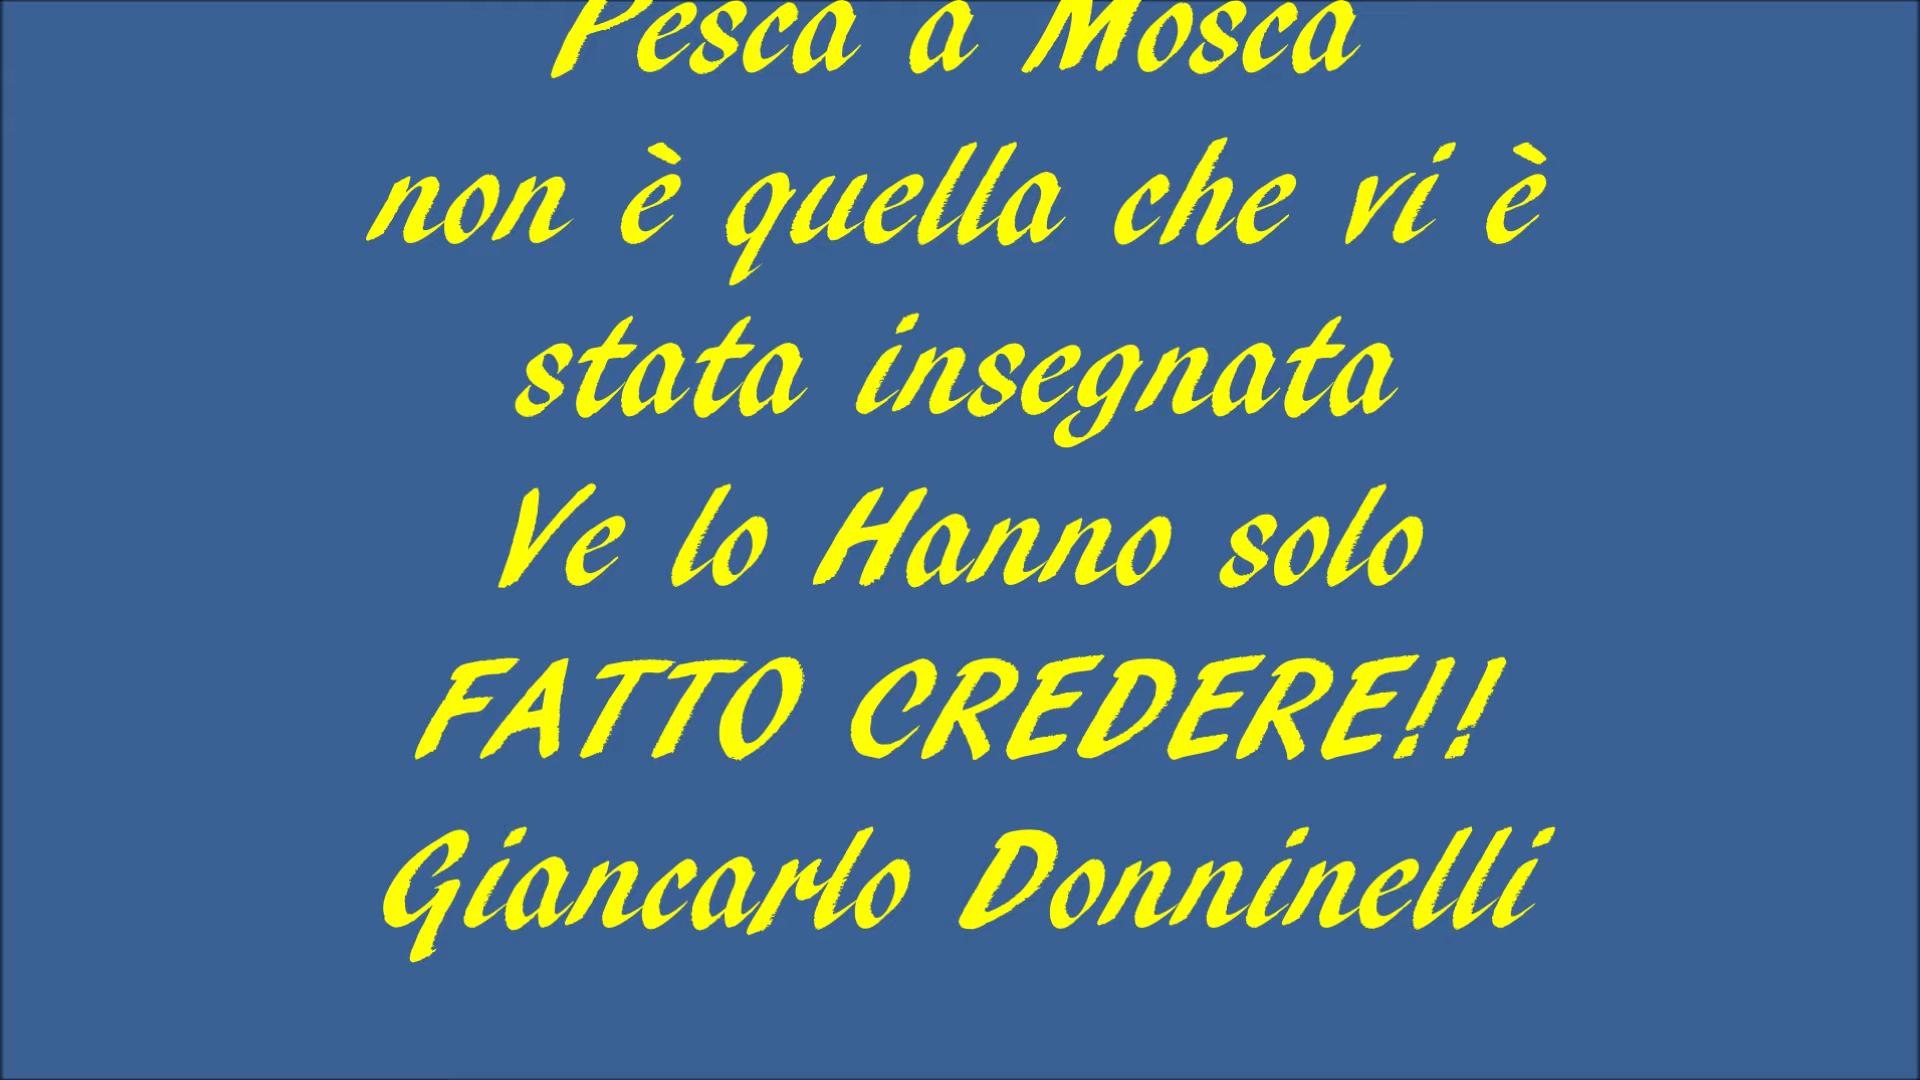 Pesca a Mosca
non è quella che vi è
stata insegnata
Ve lo Hanno solo
FATTO CREDERE!!
Giancarlo Donninelli